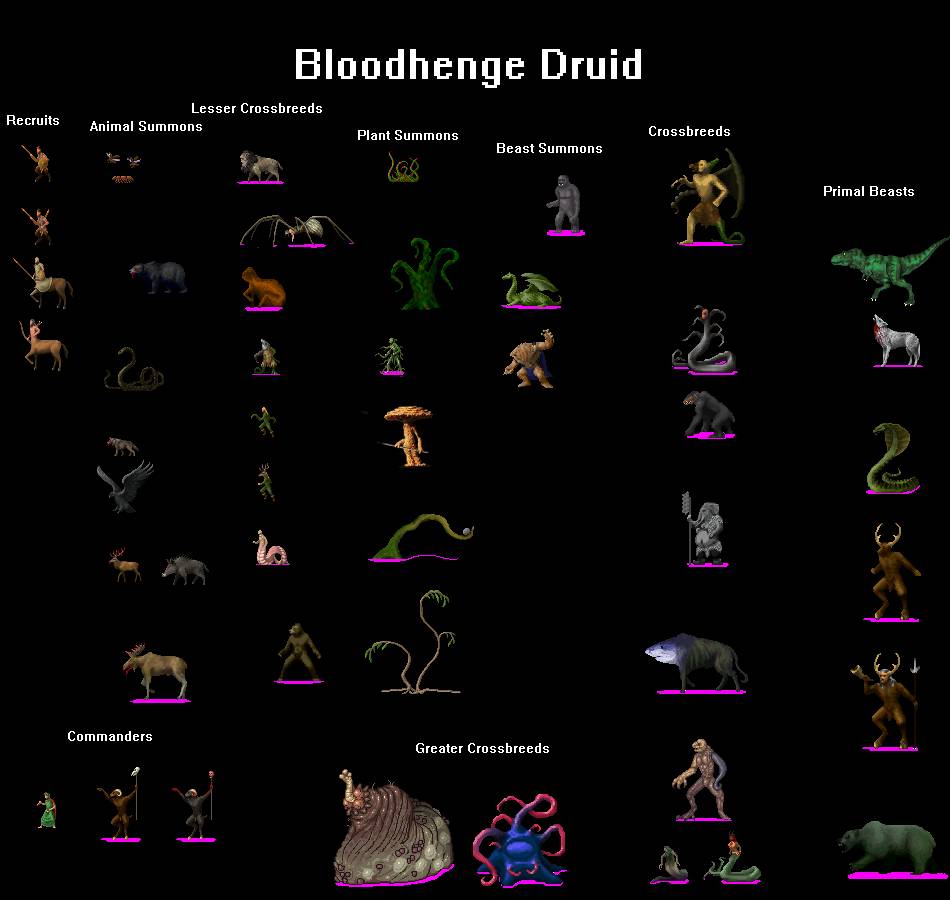 Bloodhenge Druid
Lesser Crossbreeds
Recruits
Animal Summons
Plant Summons
Beast Summons
Crossbreeds
Primal Beasts
Commanders
Greater Crossbreeds